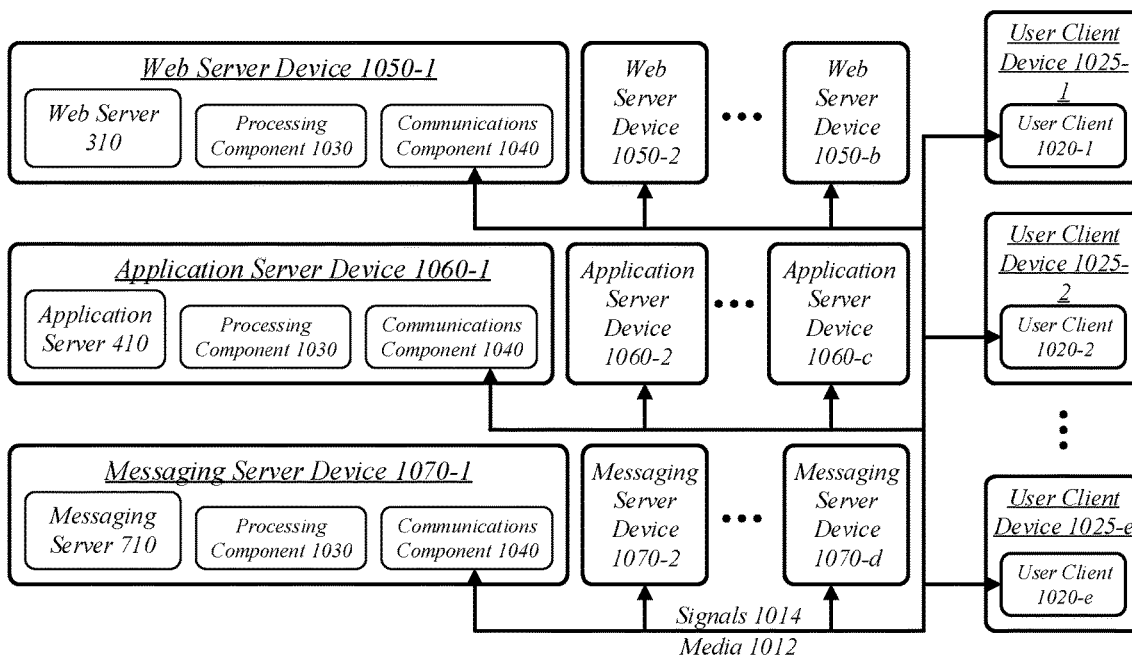 Web Server Device 1050-1
Web Server
310
Processing
Component 1030
Communications
Component 1040
Web
Server
Device
1050-2
Web
Server
Device
1050-b
User Client
Device 1025-
1
User Client
1020-1
Application Server Device 1060-1
Application
Server 410
Processing
Component 1030
Communications
Component 1040
Application
Server
Device
1060-2
Application
Server
Device
1060-c
User Client
Device 1025-
2
User Client
1020-2
Messaging Server Device 1070-1
Messaging
Server 710
Processing
Component 1030
Communications
Component 1040
Messaging
Server
Device
1070-2
Messaging
Server
Device
1070-d
User Client
Device 1025-e
User Client
1020-e
Signals 1014
Media 1012